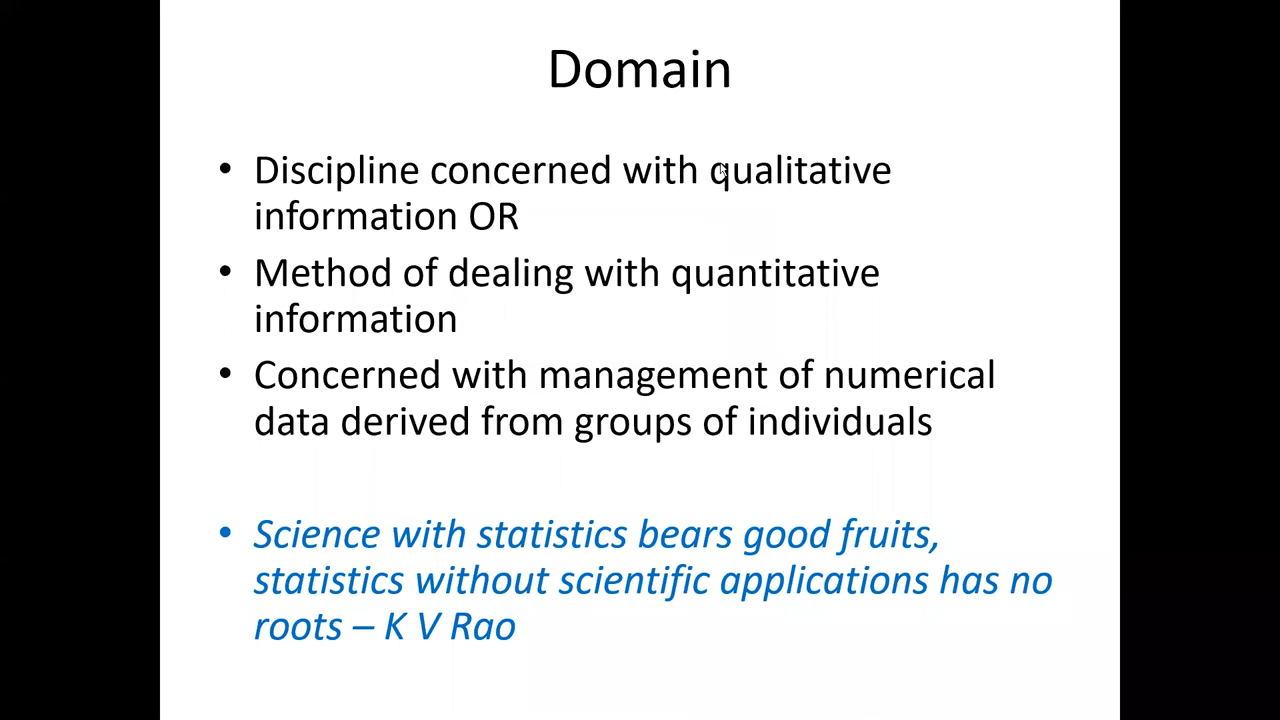 Domain
• Discipline concerned with qualitative
information OR
• Method of dealing with quantitative
information
• Concerned with management of numerical
data derived from groups of individuals
• Science with statistics bears good fruits,
statistics without scientific applications has no
roots – K V Rao